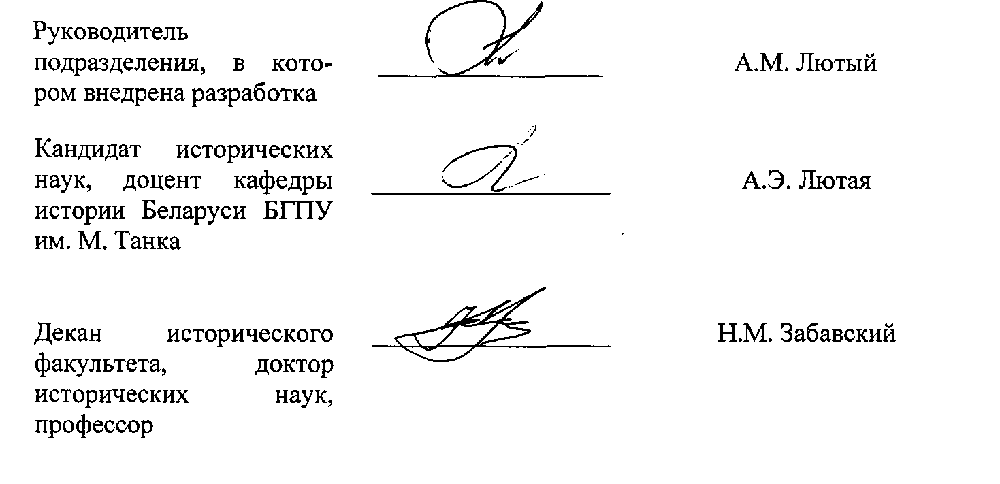 Руководитель
подразделения, в кото-
ром внедрена разработка
А.М. Лютый
Кандидат исторических
наук, доцент кафедры
истории Беларуси БГПУ
им. М. Танка
А.Э. Лютая
Декан исторического
факультета, доктор
исторических наук,
профессор
Н.М. Забавский